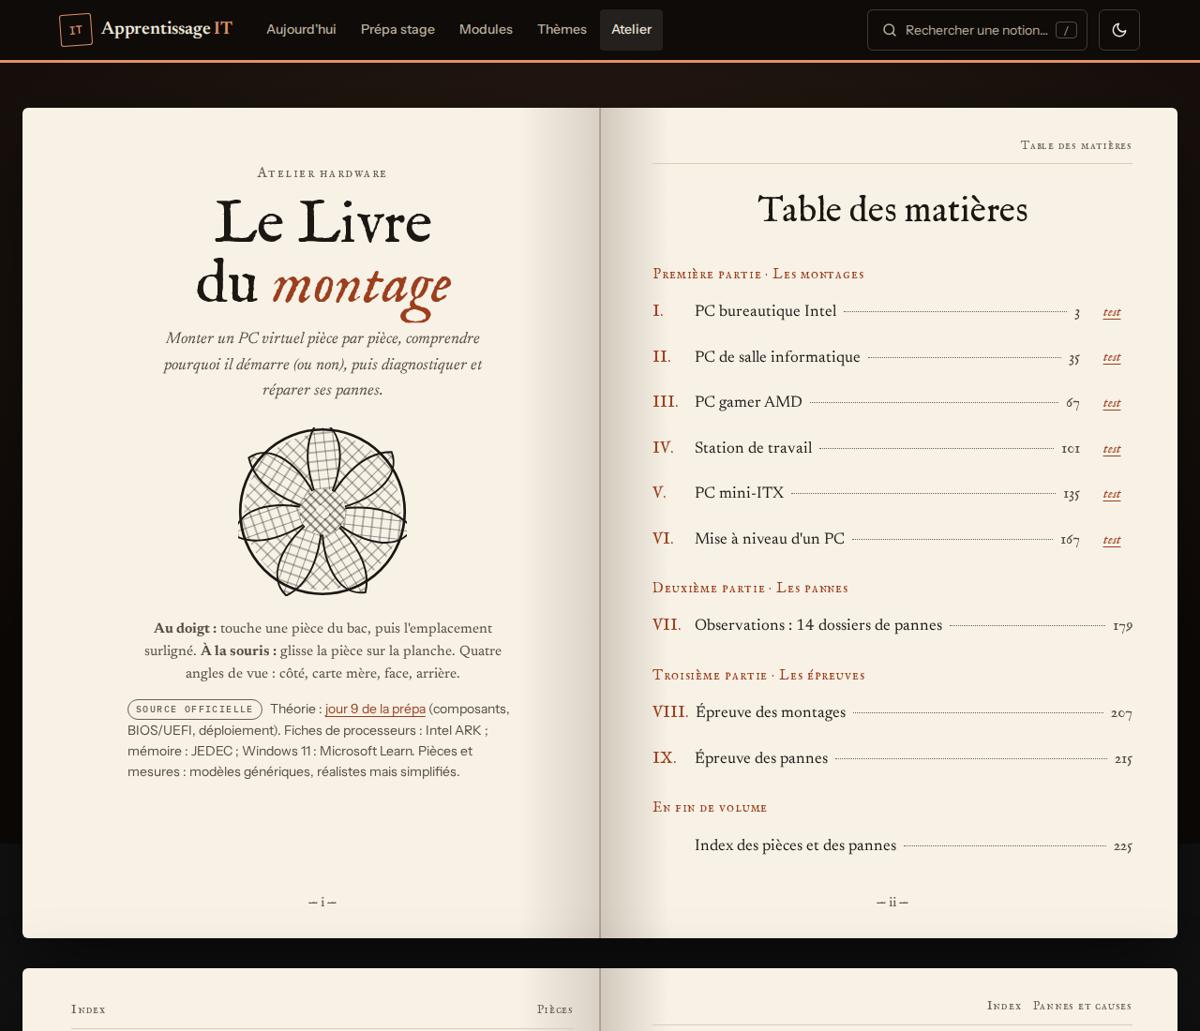 IT Apprentissage IT Aujourd'hui Prépa stage Modules Thèmes Atelier Rechercher une notion... /
Atelier hardware
Le Livre
du montage
Monter un PC virtuel pièce par pièce, comprendre
pourquoi il démarre (ou non), puis diagnostiquer et
réparer ses pannes.
Au doigt : touche une pièce du bac, puis l'emplacement
surligné. À la souris : glisse la pièce sur la planche. Quatre
angles de vue : côté, carte mère, face, arrière.
SOURCE OFFICIELLE Théorie : jour 9 de la prépa (composants,
BIOS/UEFI, déploiement). Fiches de processeurs : Intel ARK ;
mémoire : JEDEC ; Windows 11 : Microsoft Learn. Pièces et
mesures : modèles génériques, réalistes mais simplifiés.
— i —
Table des matières
Table des matières
Première partie · Les montages
I. PC bureautique Intel 3 test
II. PC de salle informatique 35 test
III. PC gamer AMD 67 test
IV. Station de travail 101 test
V. PC mini-ITX 135 test
VI. Mise à niveau d'un PC 167 test
Deuxième partie · Les pannes
VII. Observations : 14 dossiers de pannes 179
Troisième partie · Les épreuves
VIII. Épreuve des montages 207
IX. Épreuve des pannes 215
En fin de volume
Index des pièces et des pannes 225
— ii —
Index Pièces
Index Pannes et causes